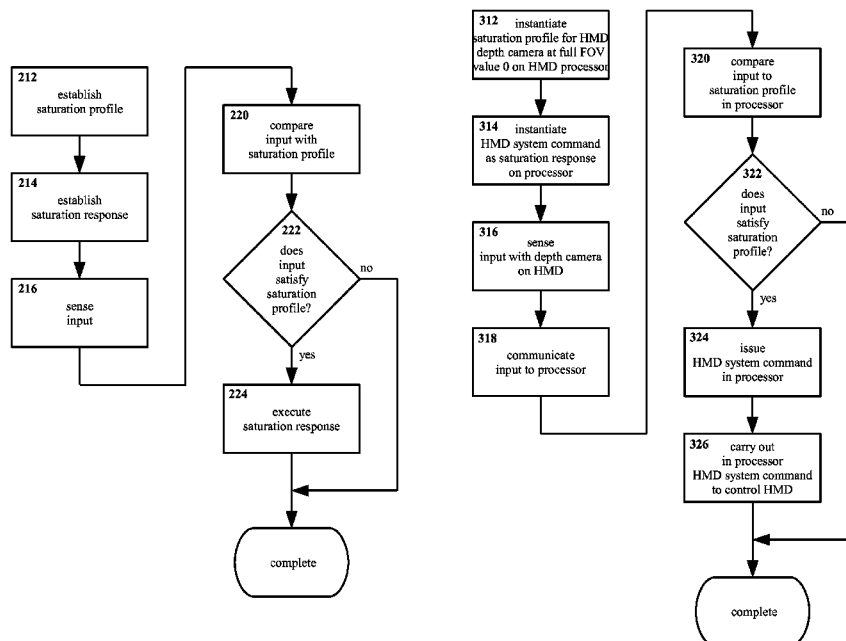 212
establish
saturation profile
214
establish
saturation response
216
sense
input
220
compare
input with
saturation profile
222
does
input
satisfy
saturation
profile?
no
yes
224
execute
saturation response
complete
312
instantiate
saturation profile for HMD
depth camera at full FOV
value 0 on HMD processor
314
instantiate
HMD system command
as saturation response
on processor
316
sense
input with depth camera
on HMD
318
communicate
input to processor
320
compare
input to
saturation profile
in processor
322
does
input
satisfy
saturation
profile?
no
yes
324
issue
HMD system command
in processor
326
carry out
in processor
HMD system command
to control HMD
complete